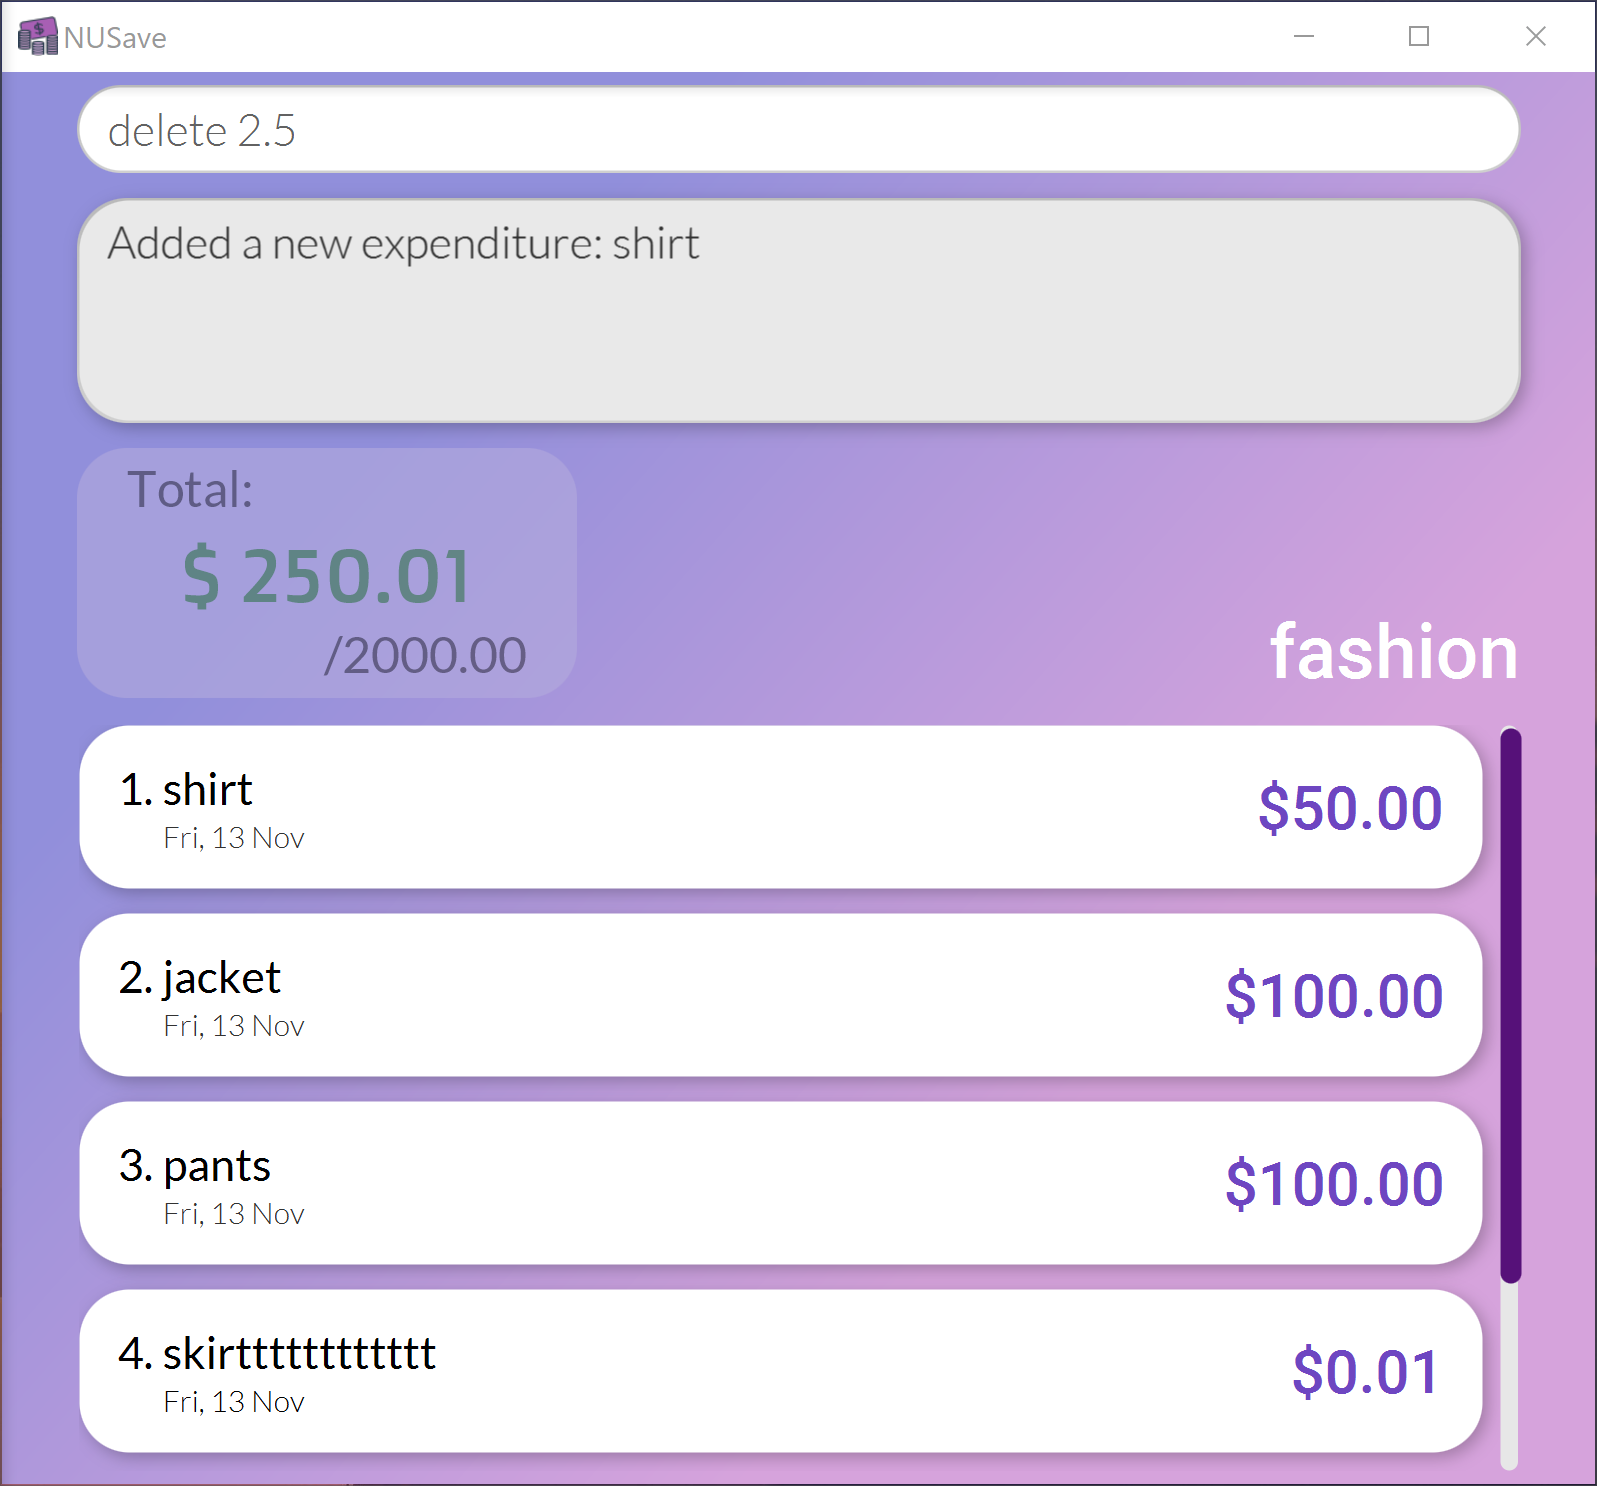 NUSave
delete 2.5
Added a new expenditure: shirt
Total:
$ 250.01
/2000.00
fashion
1. shirt
Fri, 13 Nov
$50.00
2. jacket
Fri, 13 Nov
$100.00
3. pants
Fri, 13 Nov
$100.00
4. skirtttttttttttt
Fri, 13 Nov
$0.01